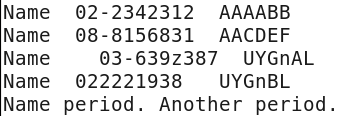 Name  02-2342312  AAAABB
Name  08-8156831  AACDEF
Name    03-639z387  UYGnAL
Name  022221938   UYGnBL
Name period. Another period.